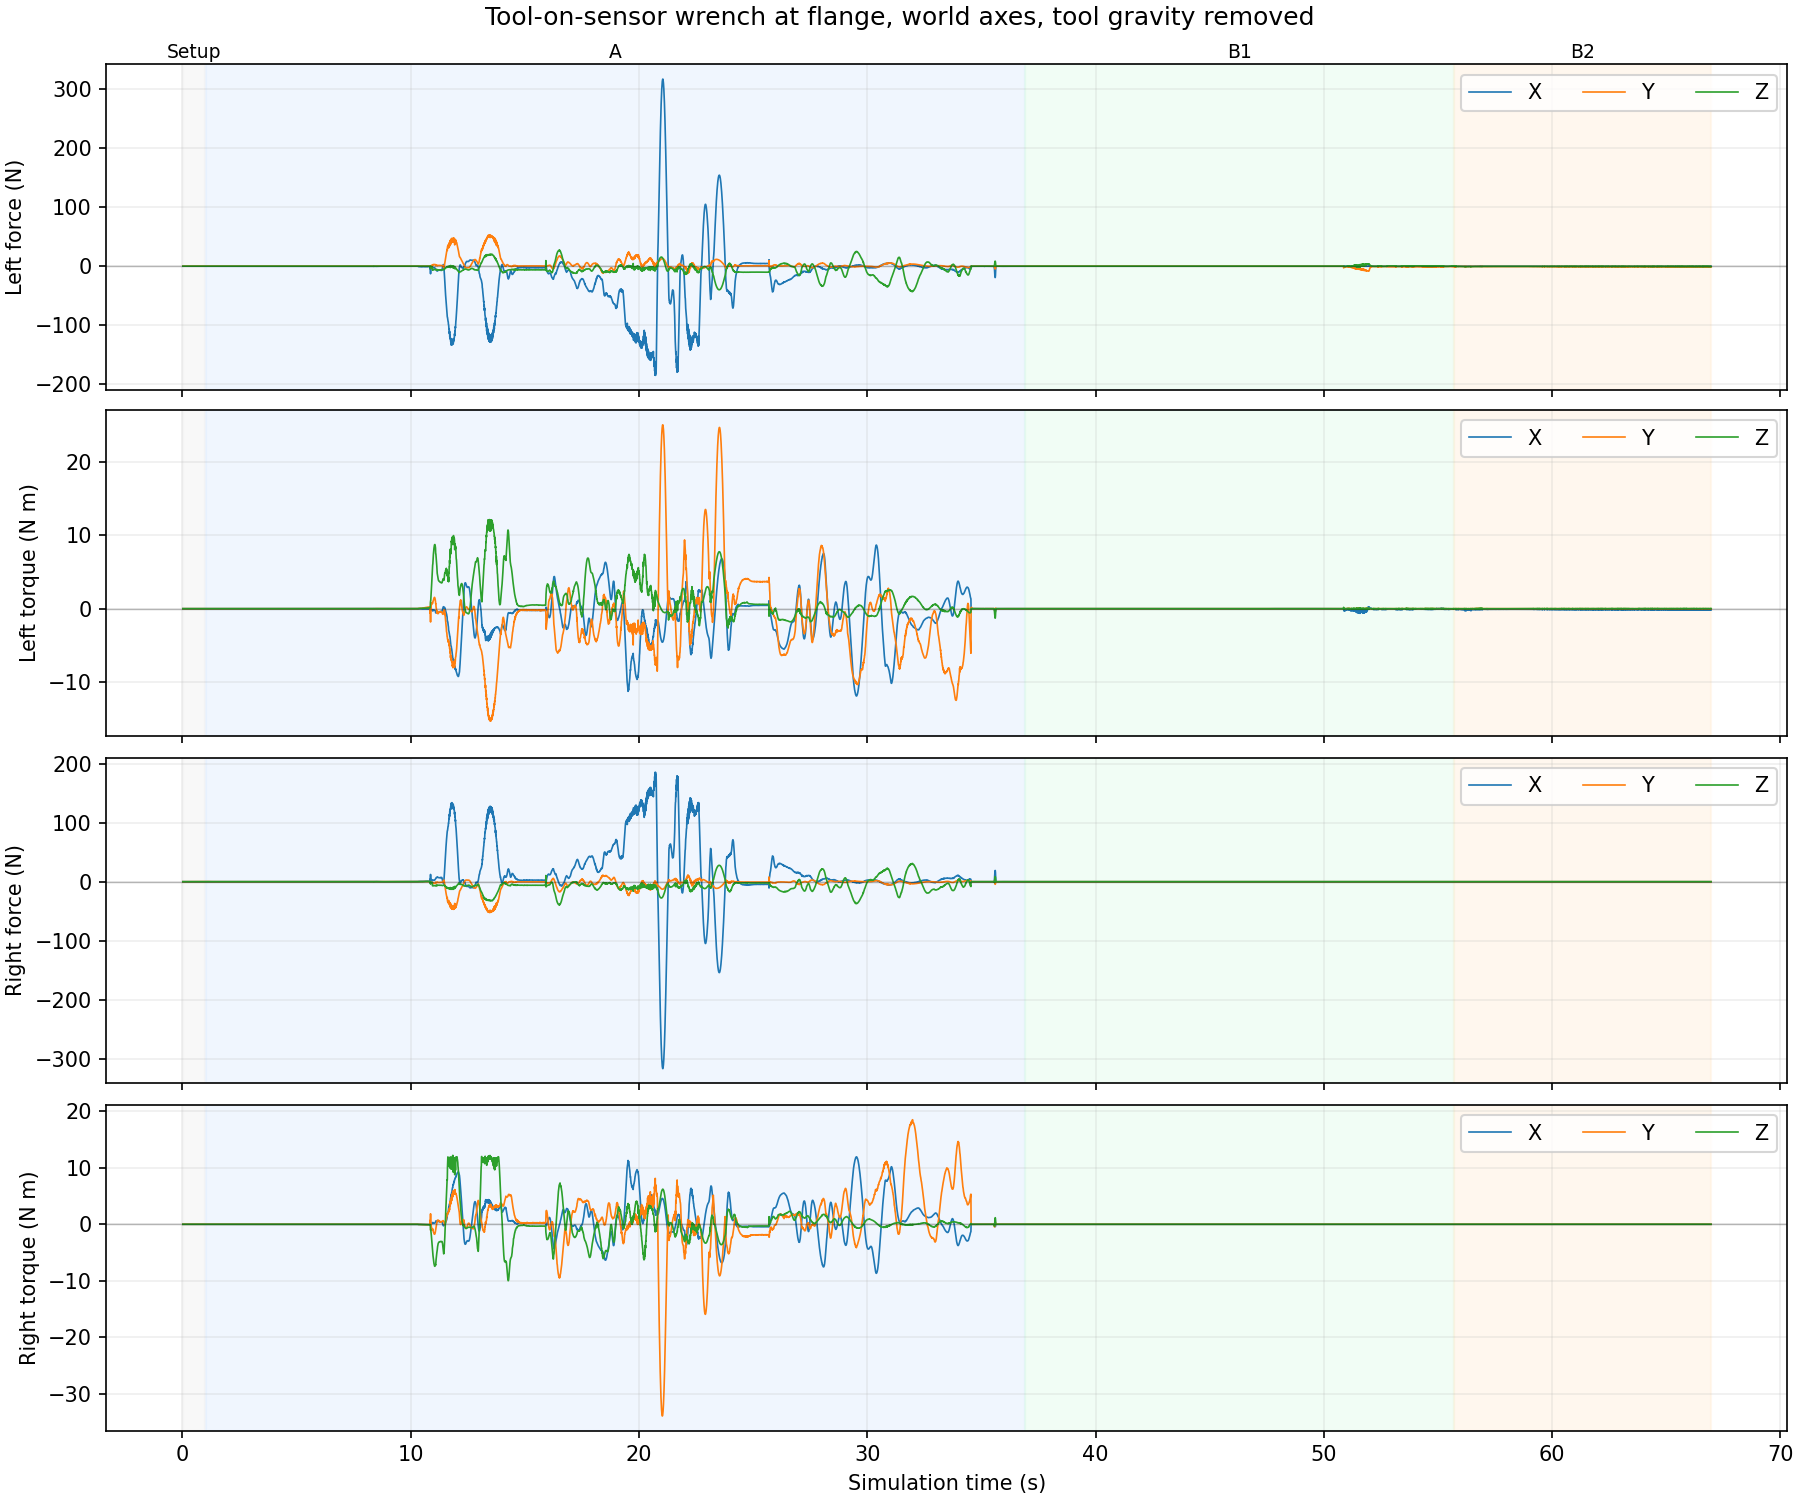 Tool-on-sensor wrench at flange, world axes, tool gravity removed
Setup A B1 B2
Left force (N)
300
200
100
0
−100
−200
X Y Z
Left torque (N m)
20
10
0
−10
X Y Z
Right force (N)
200
100
0
−100
−200
−300
X Y Z
Right torque (N m)
20
10
0
−10
−20
−30
X Y Z
0 10 20 30 40 50 60 70
Simulation time (s)